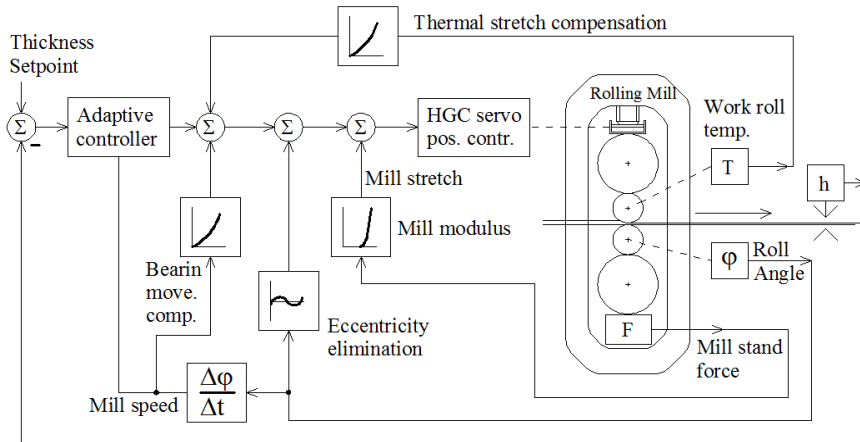 Thermal stretch compensation
Thickness
Setpoint
Σ
−
Adaptive
controller
Σ
Σ
Σ
HGC servo
pos. contr.
Rolling Mill
Work roll
temp.
T
h
Mill stretch
Mill modulus
Bearin
move.
comp.
Eccentricity
elimination
φ
Roll
Angle
F
Mill stand
force
Mill speed
Δφ
Δt